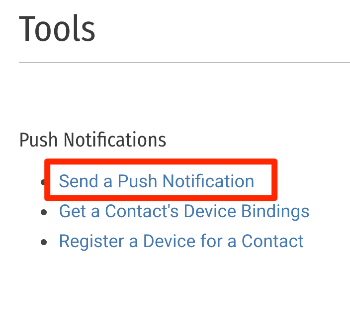 Tools
Push Notifications
Send a Push Notification
Get a Contact's Device Bindings
Register a Device for a Contact